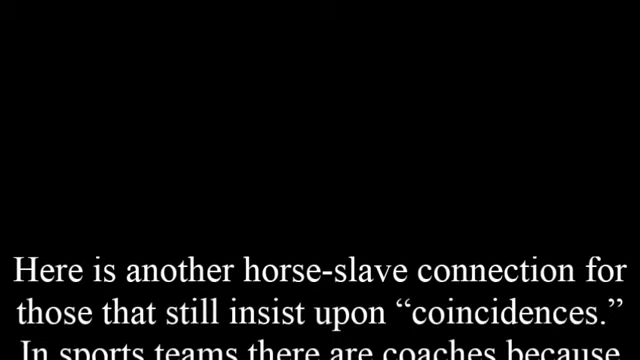 Here is another horse-slave connection for
those that still insist upon “coincidences.”
In sports teams there are coaches because